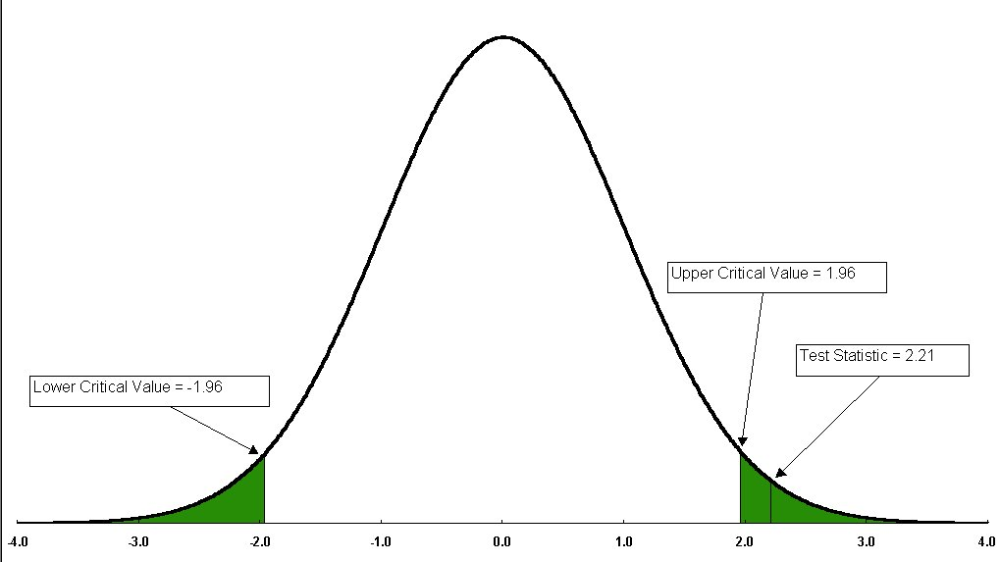 Upper Critical Value = 1.96
Test Statistic = 2.21
Lower Critical Value = -1.96
-4.0 -3.0 -2.0 -1.0 0.0 1.0 2.0 3.0 4.0